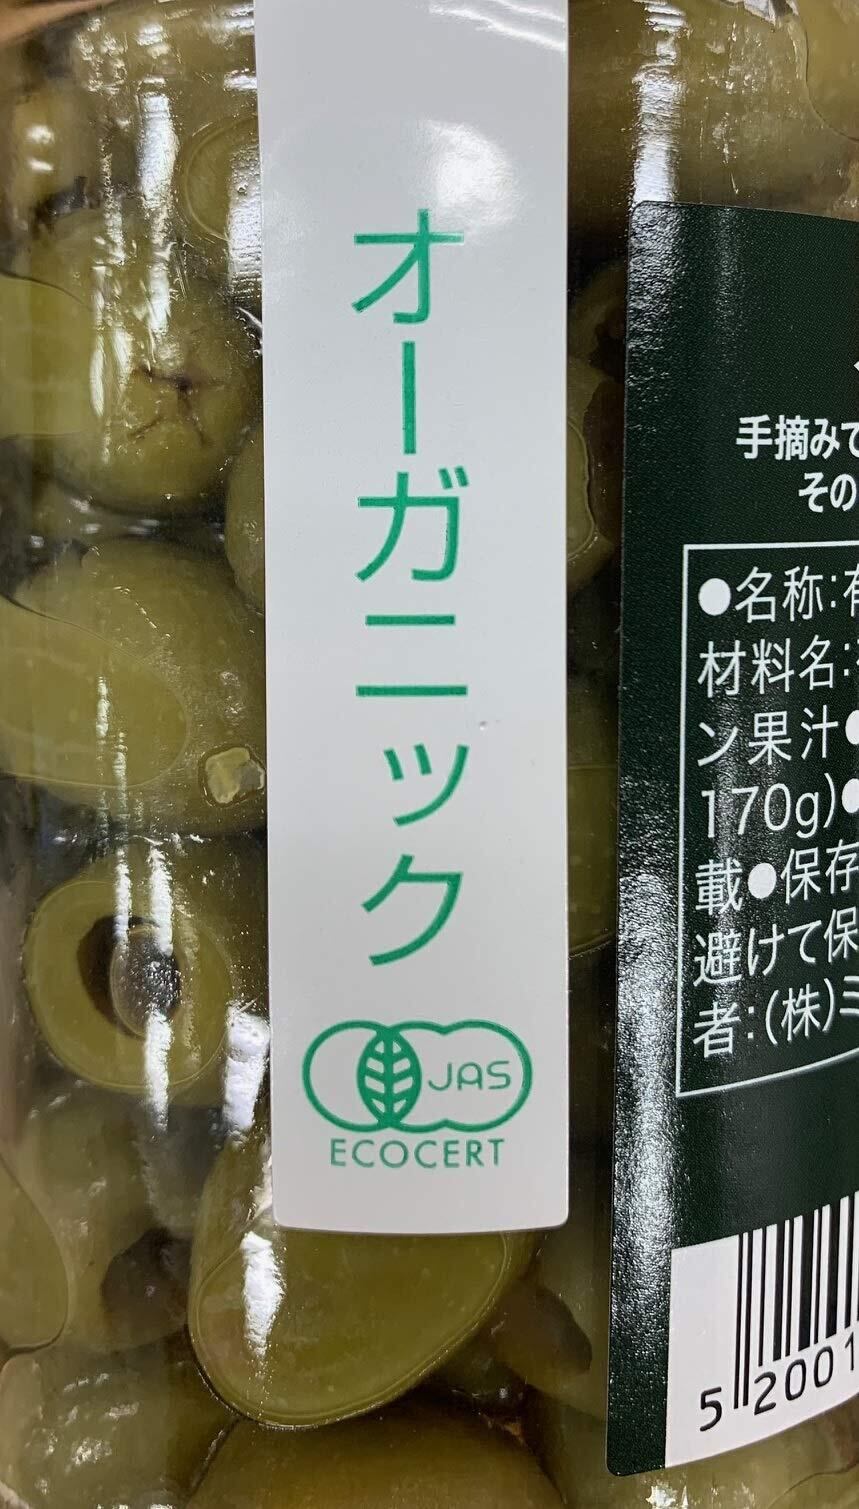 オーガニック
JAS
ECOCERT
手摘みで
その
●名称:有
材料名:
ン果汁●
170g)●
載●保存
避けて保
者:(株)ミ
5 2001